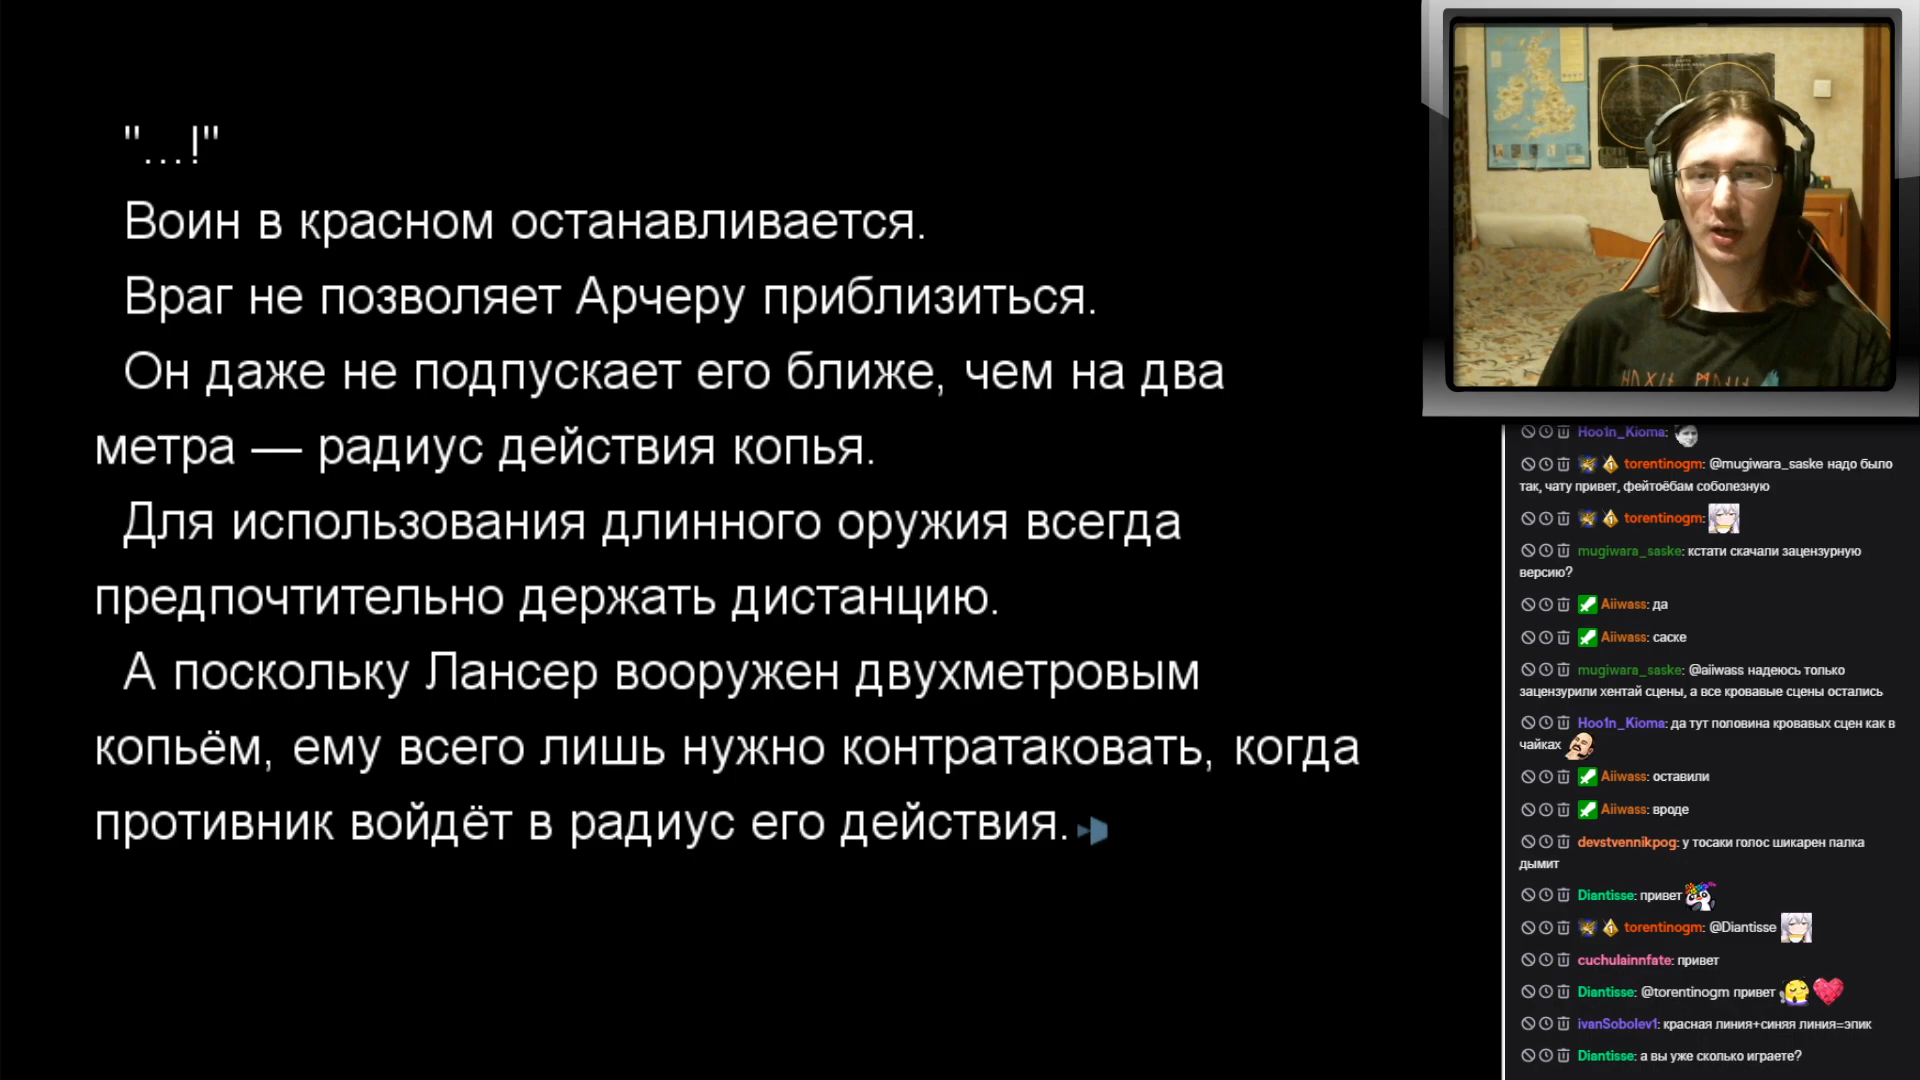 "...!"
Воин в красном останавливается.
Враг не позволяет Арчеру приблизиться.
Он даже не подпускает его ближе, чем на два
метра — радиус действия копья.
Для использования длинного оружия всегда
предпочтительно держать дистанцию.
А поскольку Лансер вооружен двухметровым
копьём, ему всего лишь нужно контратаковать, когда
противник войдёт в радиус его действия.
Hoo1n_Kioma:
torentinogm: @mugiwara_saske надо было
так, чату привет, фейтоёбам соболезную
torentinogm:
mugiwara_saske: кстати скачали зацензурную
версию?
Aiiwass: да
Aiiwass: саске
mugiwara_saske: @aiiwass надеюсь только
зацензурили хентай сцены, а все кровавые сцены остались
Hoo1n_Kioma: да тут половина кровавых сцен как в
чайках
Aiiwass: оставили
Aiiwass: вроде
devstvennikpog: у тосаки голос шикарен палка
дымит
Diantisse: привет
torentinogm: @Diantisse
cuchulainnfate: привет
Diantisse: @torentinogm привет
ivanSobolev1: красная линия+синяя линия=эпик
Diantisse: а вы уже сколько играете?